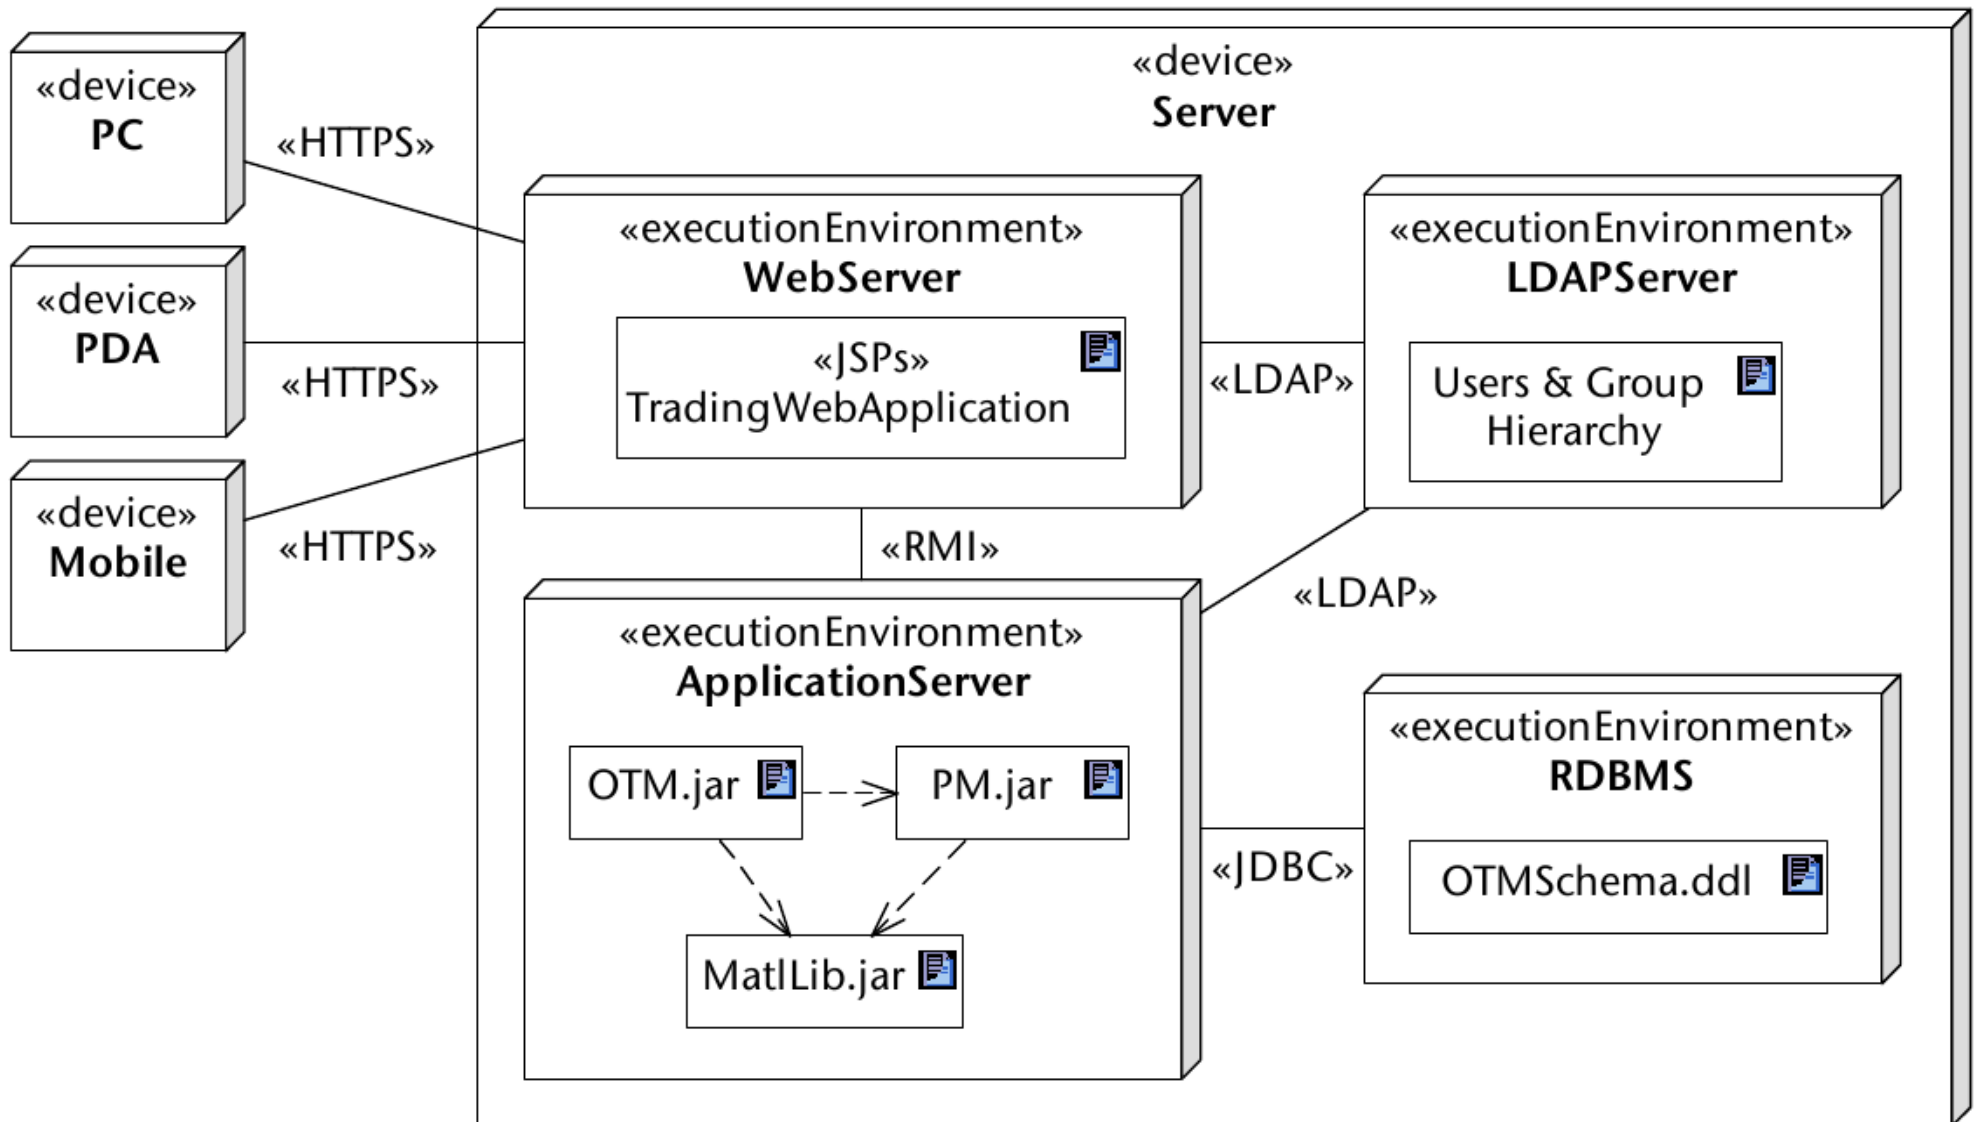 «device»
PC
«HTTPS»
«device»
PDA
«HTTPS»
«device»
Mobile
«HTTPS»
«device»
Server
«executionEnvironment»
WebServer
«JSPs»
TradingWebApplication
«LDAP»
«executionEnvironment»
LDAPServer
Users & Group
Hierarchy
«RMI»
«LDAP»
«executionEnvironment»
ApplicationServer
OTM.jar
PM.jar
MatlLib.jar
«JDBC»
«executionEnvironment»
RDBMS
OTMSchema.ddl